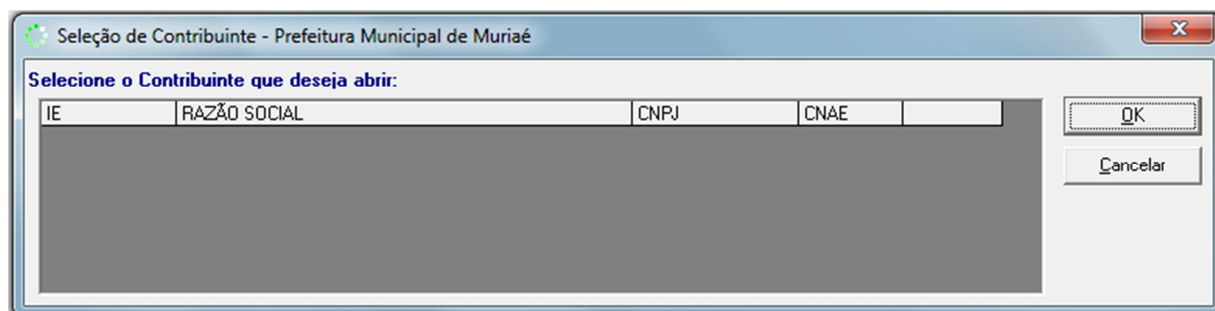 Seleção de Contribuinte - Prefeitura Municipal de Muriaé
Selecione o Contribuinte que deseja abrir:
IE RAZÃO SOCIAL CNPJ CNAE
OK
Cancelar